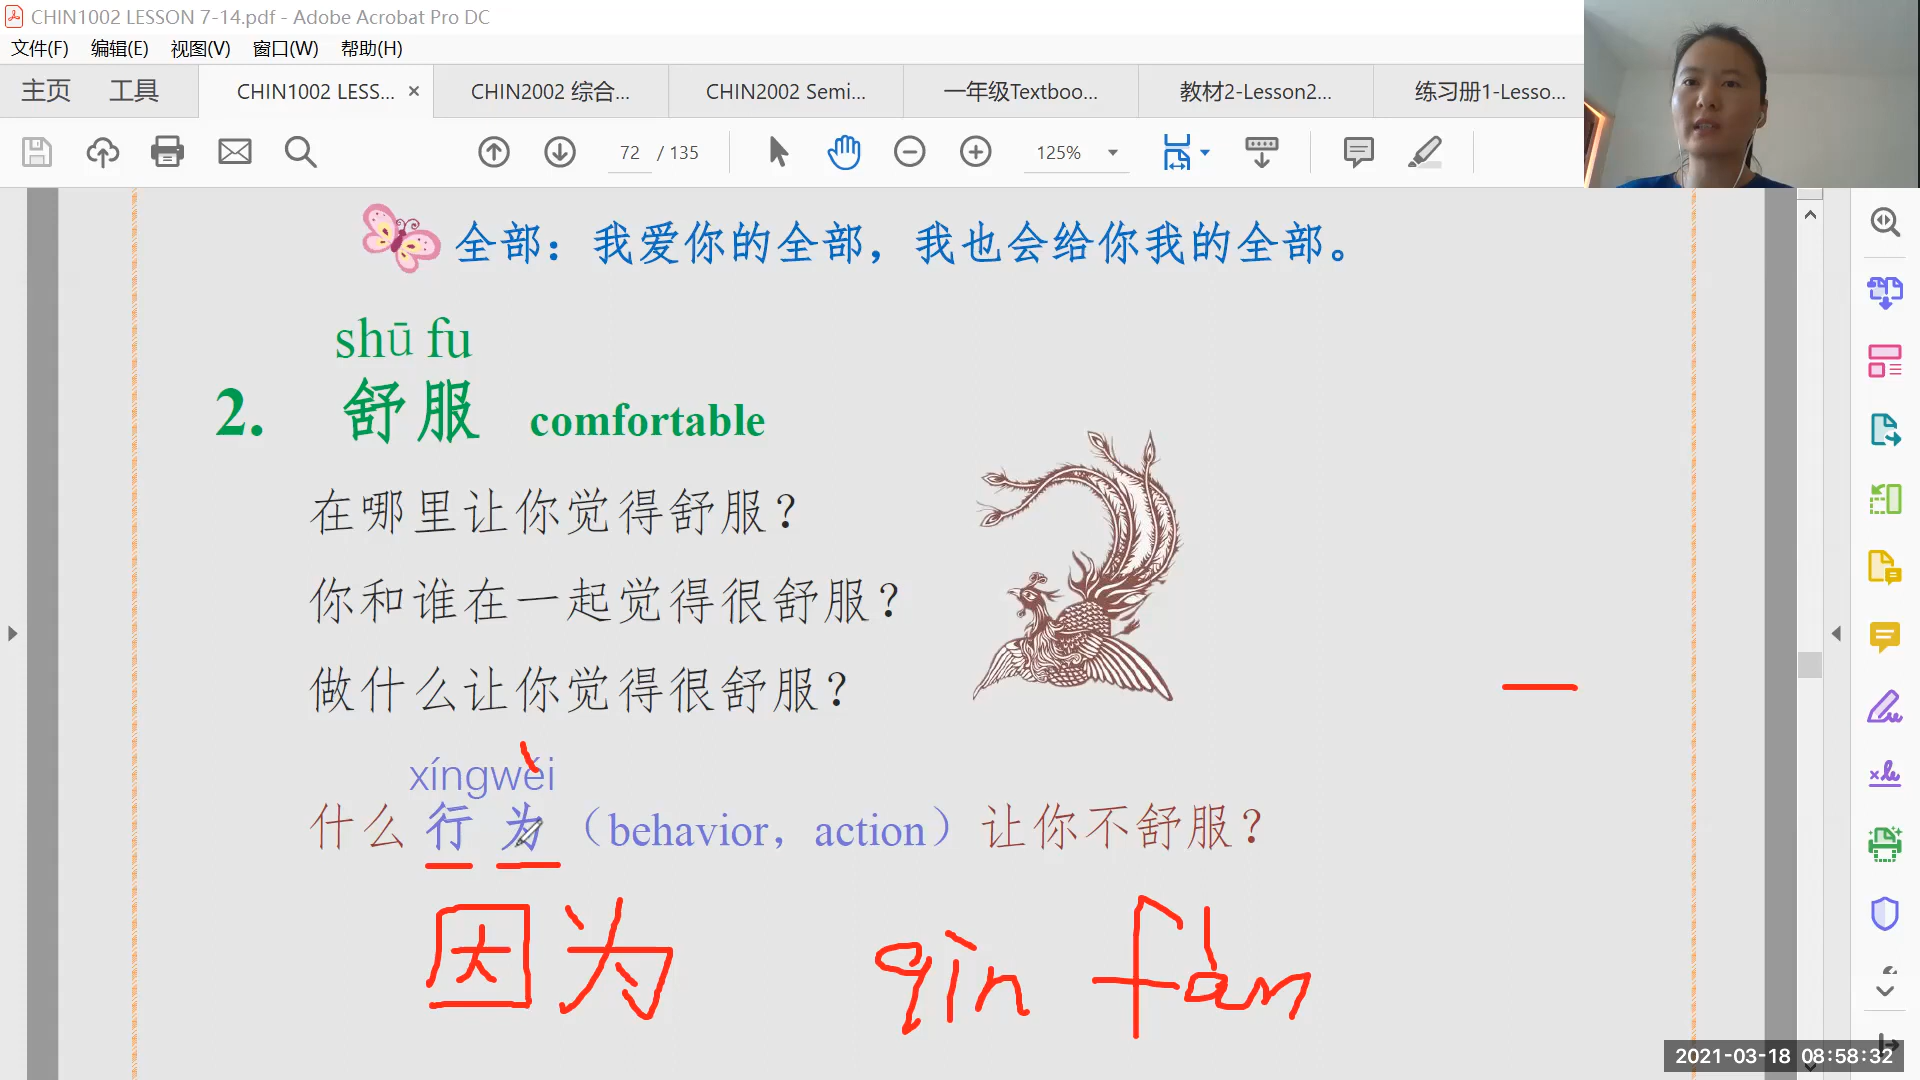 CHIN1002 LESSON 7-14.pdf - Adobe Acrobat Pro DC
文件(F) 编辑(E) 视图(V) 窗口(W) 帮助(H)
主页 工具 CHIN1002 LESS... × CHIN2002 综合... CHIN2002 Semi... 一年级Textboo... 教材2-Lesson2... 练习册1-Lesso...
72 / 135 125%
全部：我爱你的全部，我也会给你我的全部。
shū fu
2. 舒服 comfortable
在哪里让你觉得舒服？
你和谁在一起觉得很舒服？
做什么让你觉得很舒服？
xíngwéi
什么 行 为 （behavior，action）让你不舒服？
因为 qīn fàn
2021-03-18 08:58:32